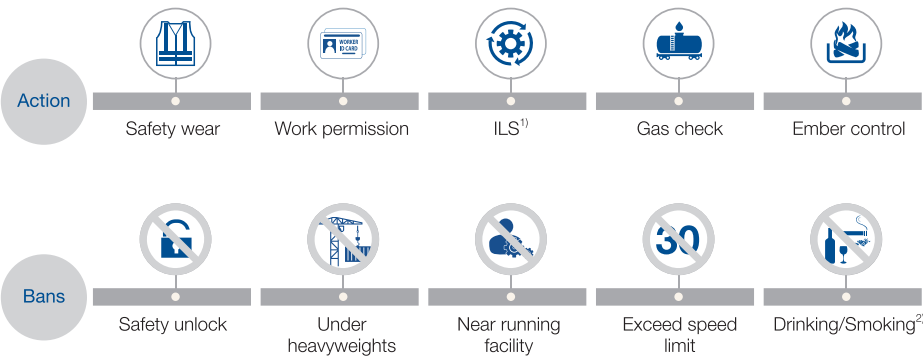 WORKER
ID CARD
Action
Safety wear
Work permission
ILS1)
Gas check
Ember control
30
Bans
Safety unlock
Under
heavyweights
Near running
facility
Exceed speed
limit
Drinking/Smoking2)